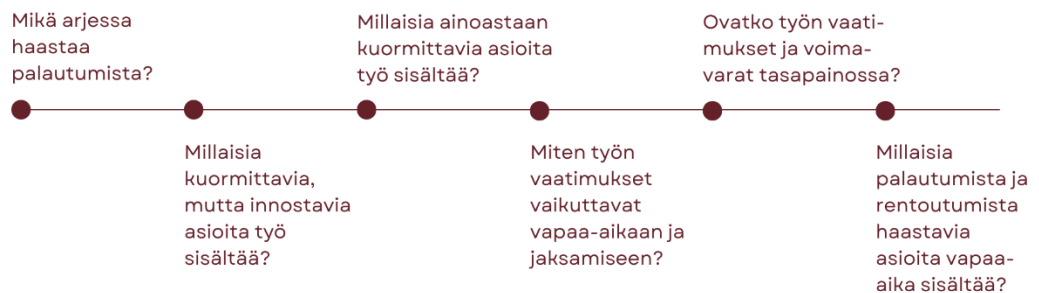 Mikä arjessa
haastaa
palautumista?
Millaisia
kuormittavia,
mutta innostavia
asioita työ
sisältää?
Millaisia ainoastaan
kuormittavia asioita
työ sisältää?
Miten työn
vaatimukset
vaikuttavat
vapaa-aikaan ja
jaksamiseen?
Ovatko työn vaati-
mukset ja voima-
varat tasapainossa?
Millaisia
palautumista ja
rentoutumista
haastavia
asioita vapaa-
aika sisältää?